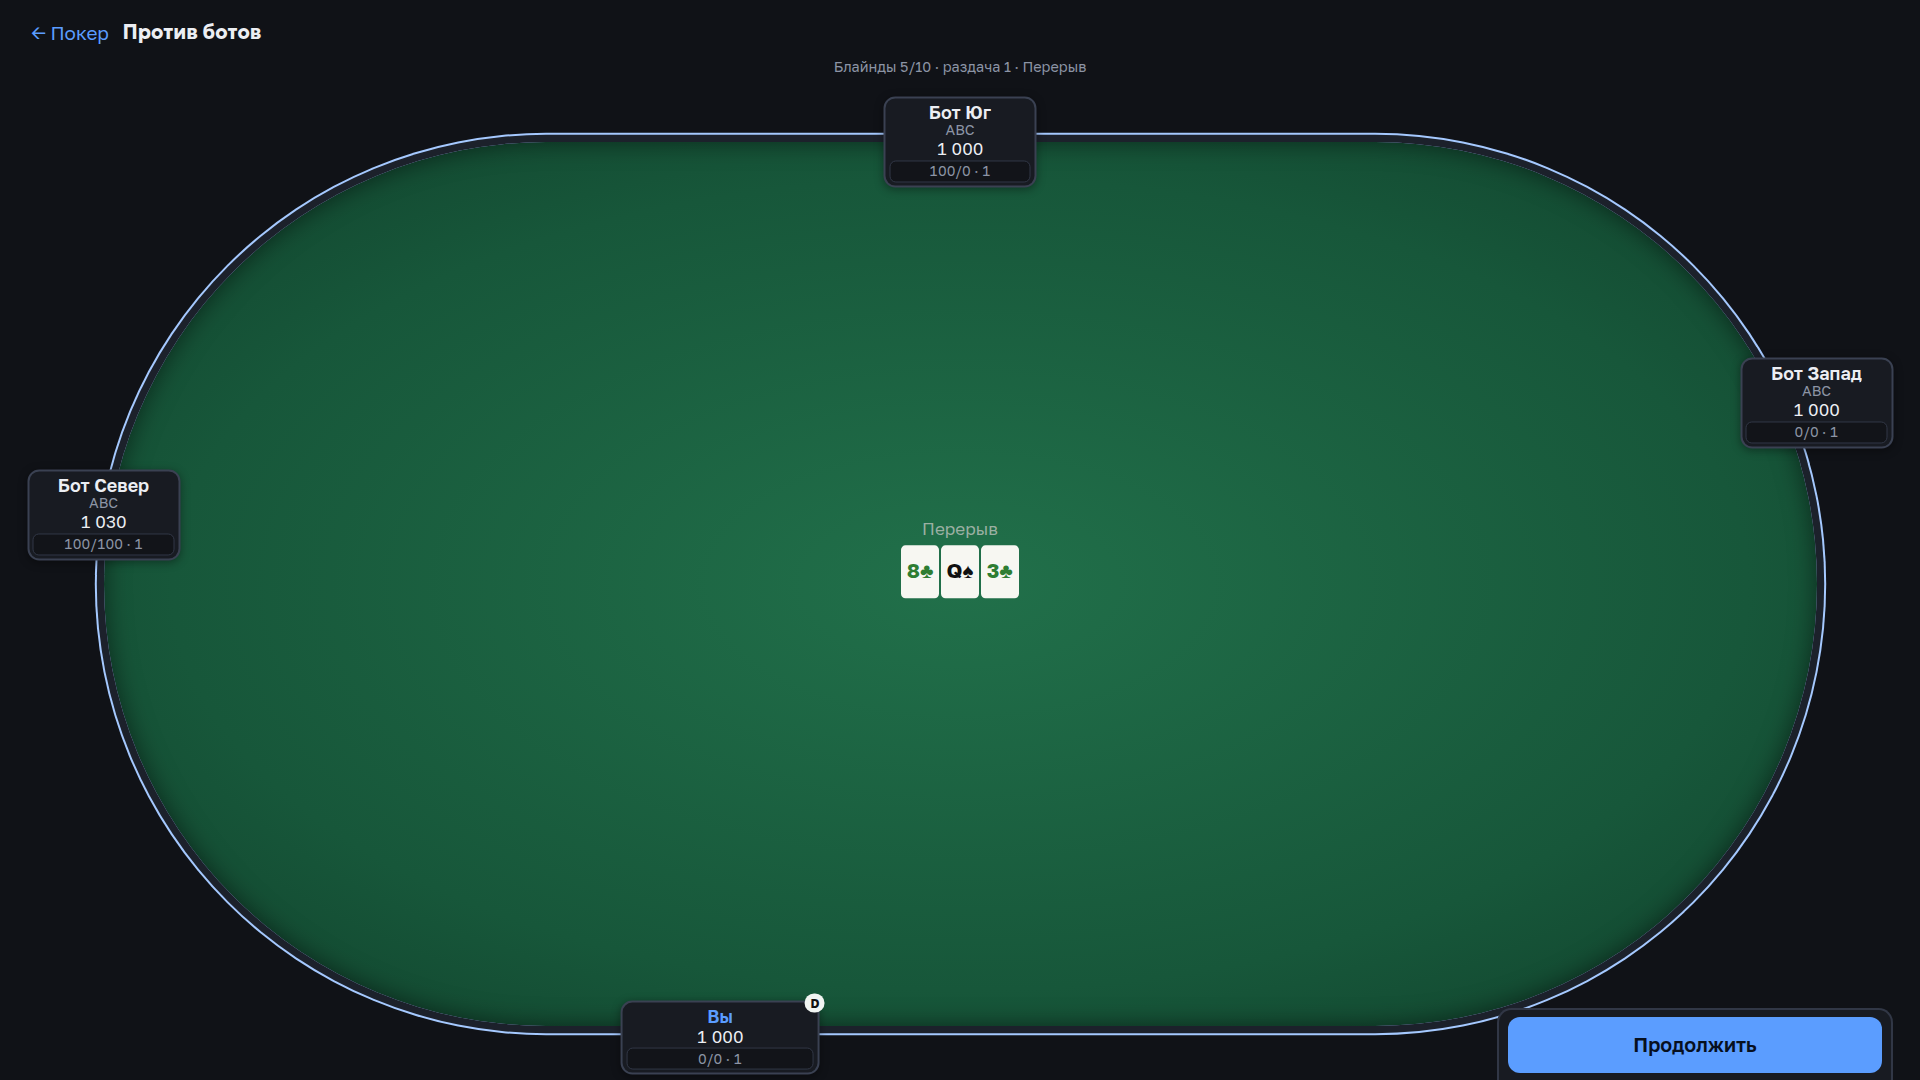 ← Покер Против ботов
Блайнды 5/10 · раздача 1 · Перерыв
Бот Юг
ABC
1 000
100/0 · 1
Бот Запад
ABC
1 000
0/0 · 1
Бот Север
ABC
1 030
100/100 · 1
Перерыв
8♣ Q♠ 3♣
D
Вы
1 000
0/0 · 1
Продолжить